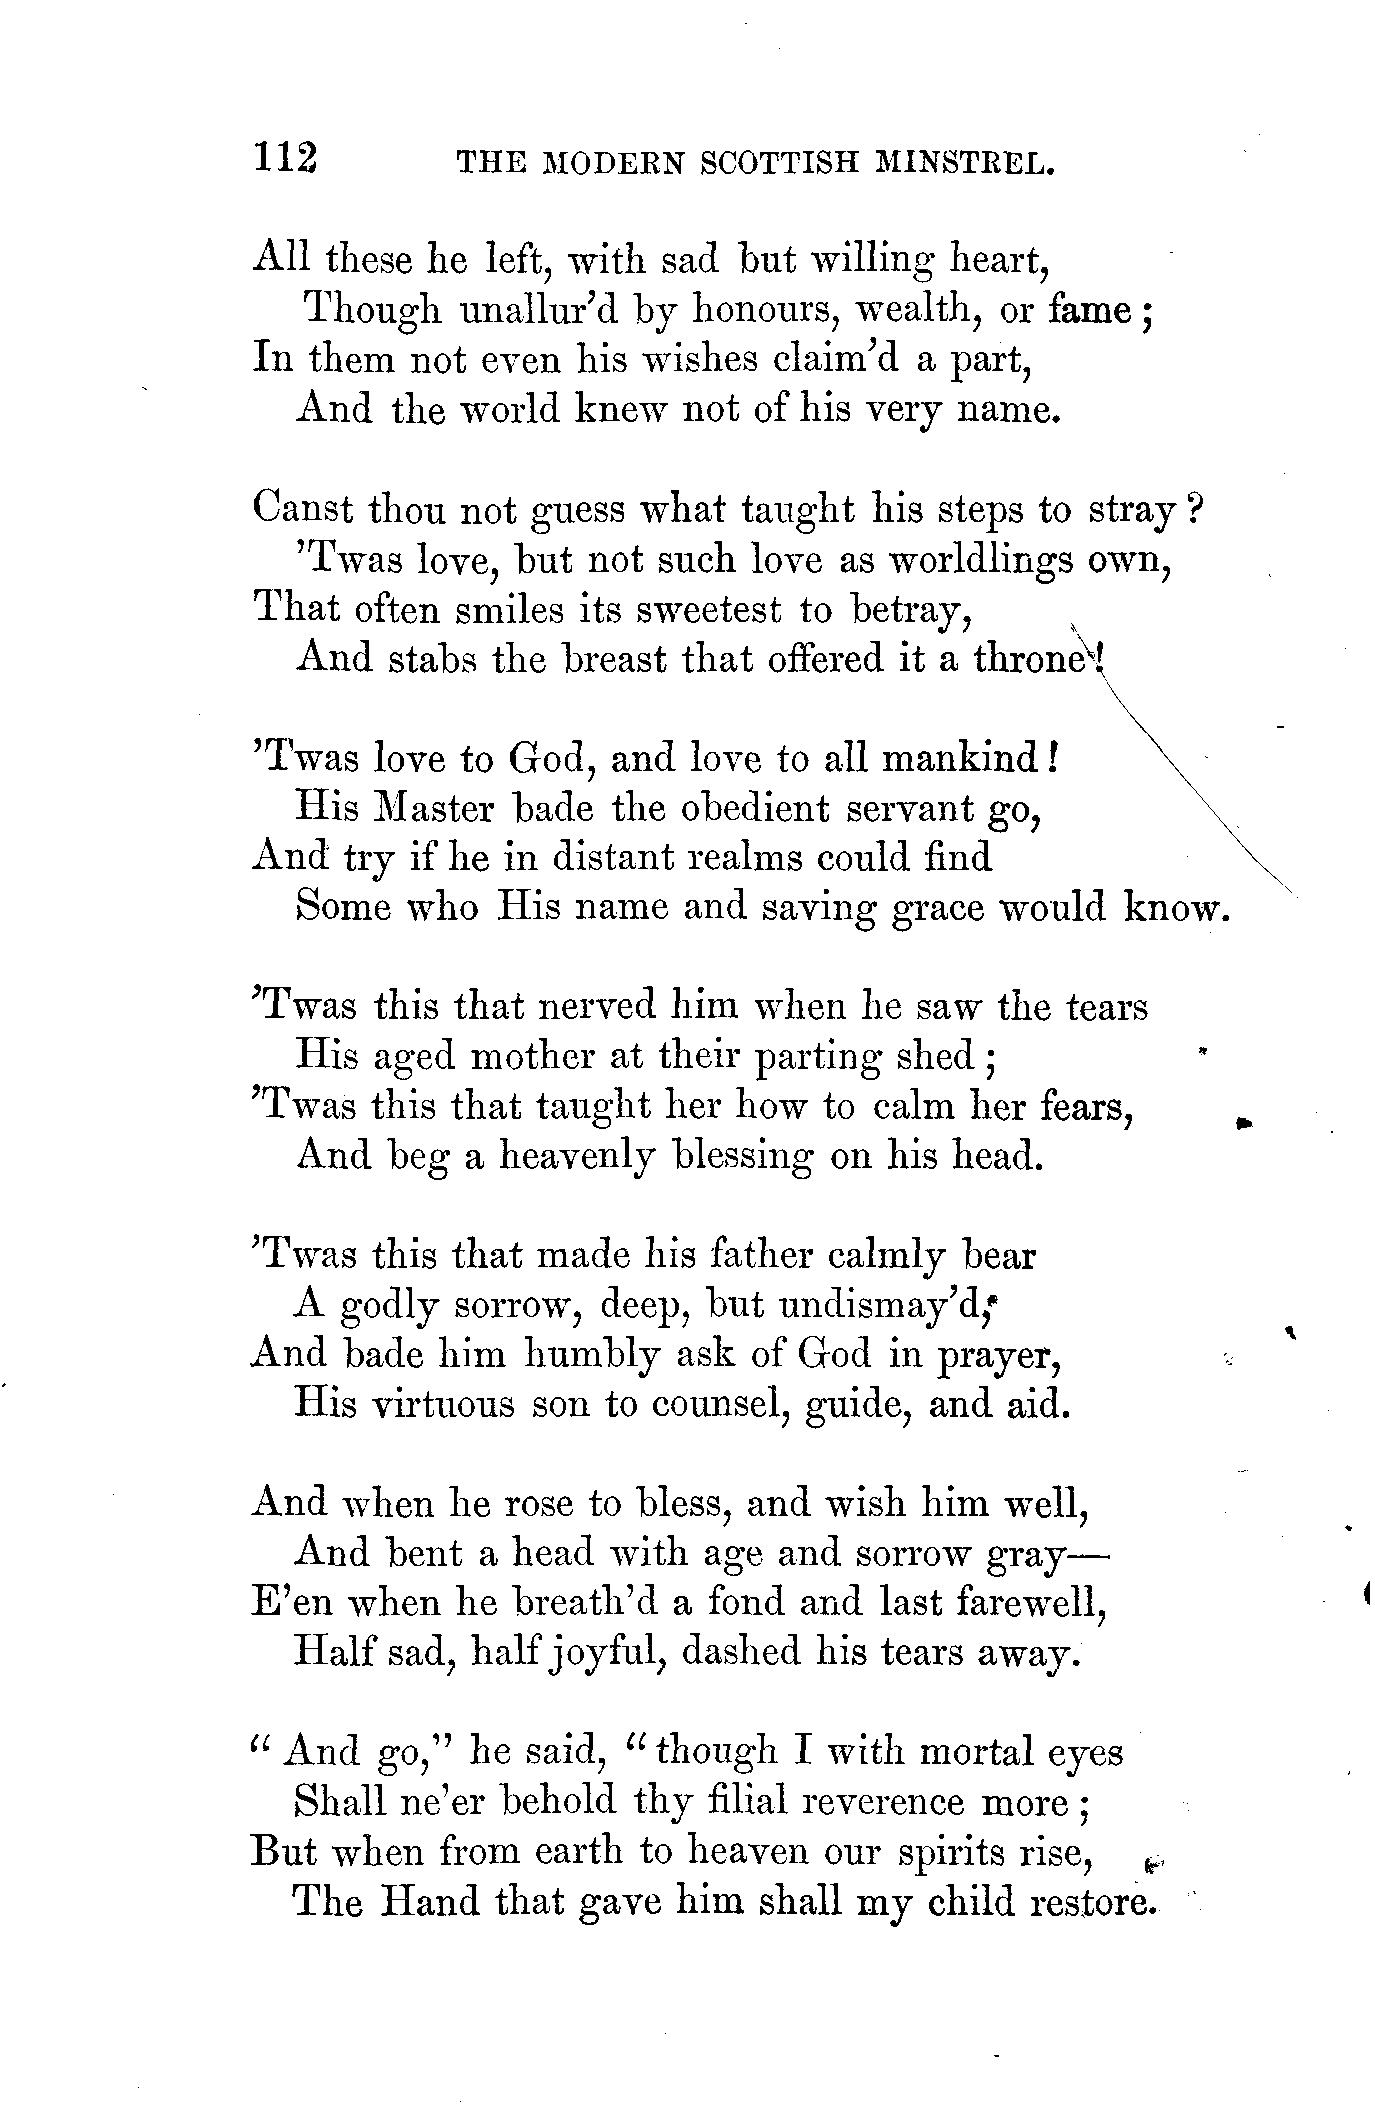 112 THE MODERN SCOTTISH MINSTREL.
All these he left, with sad but willing heart,
Though unallur'd by honours, wealth, or fame;
In them not even his wishes claim'd a part,
And the world knew not of his very name.
Canst thou not guess what taught his steps to stray?
'Twas love, but not such love as worldlings own,
That often smiles its sweetest to betray,
And stabs the breast that offered it a throne!
'Twas love to God, and love to all mankind!
His Master bade the obedient servant go,
And try if he in distant realms could find
Some who His name and saving grace would know.
'Twas this that nerved him when he saw the tears
His aged mother at their parting shed;
'Twas this that taught her how to calm her fears,
And beg a heavenly blessing on his head.
'Twas this that made his father calmly bear
A godly sorrow, deep, but undismay'd;
And bade him humbly ask of God in prayer,
His virtuous son to counsel, guide, and aid.
And when he rose to bless, and wish him well,
And bent a head with age and sorrow gray—
E'en when he breath'd a fond and last farewell,
Half sad, half joyful, dashed his tears away.
"And go," he said, "though I with mortal eyes
Shall ne'er behold thy filial reverence more;
But when from earth to heaven our spirits rise,
The Hand that gave him shall my child restore.